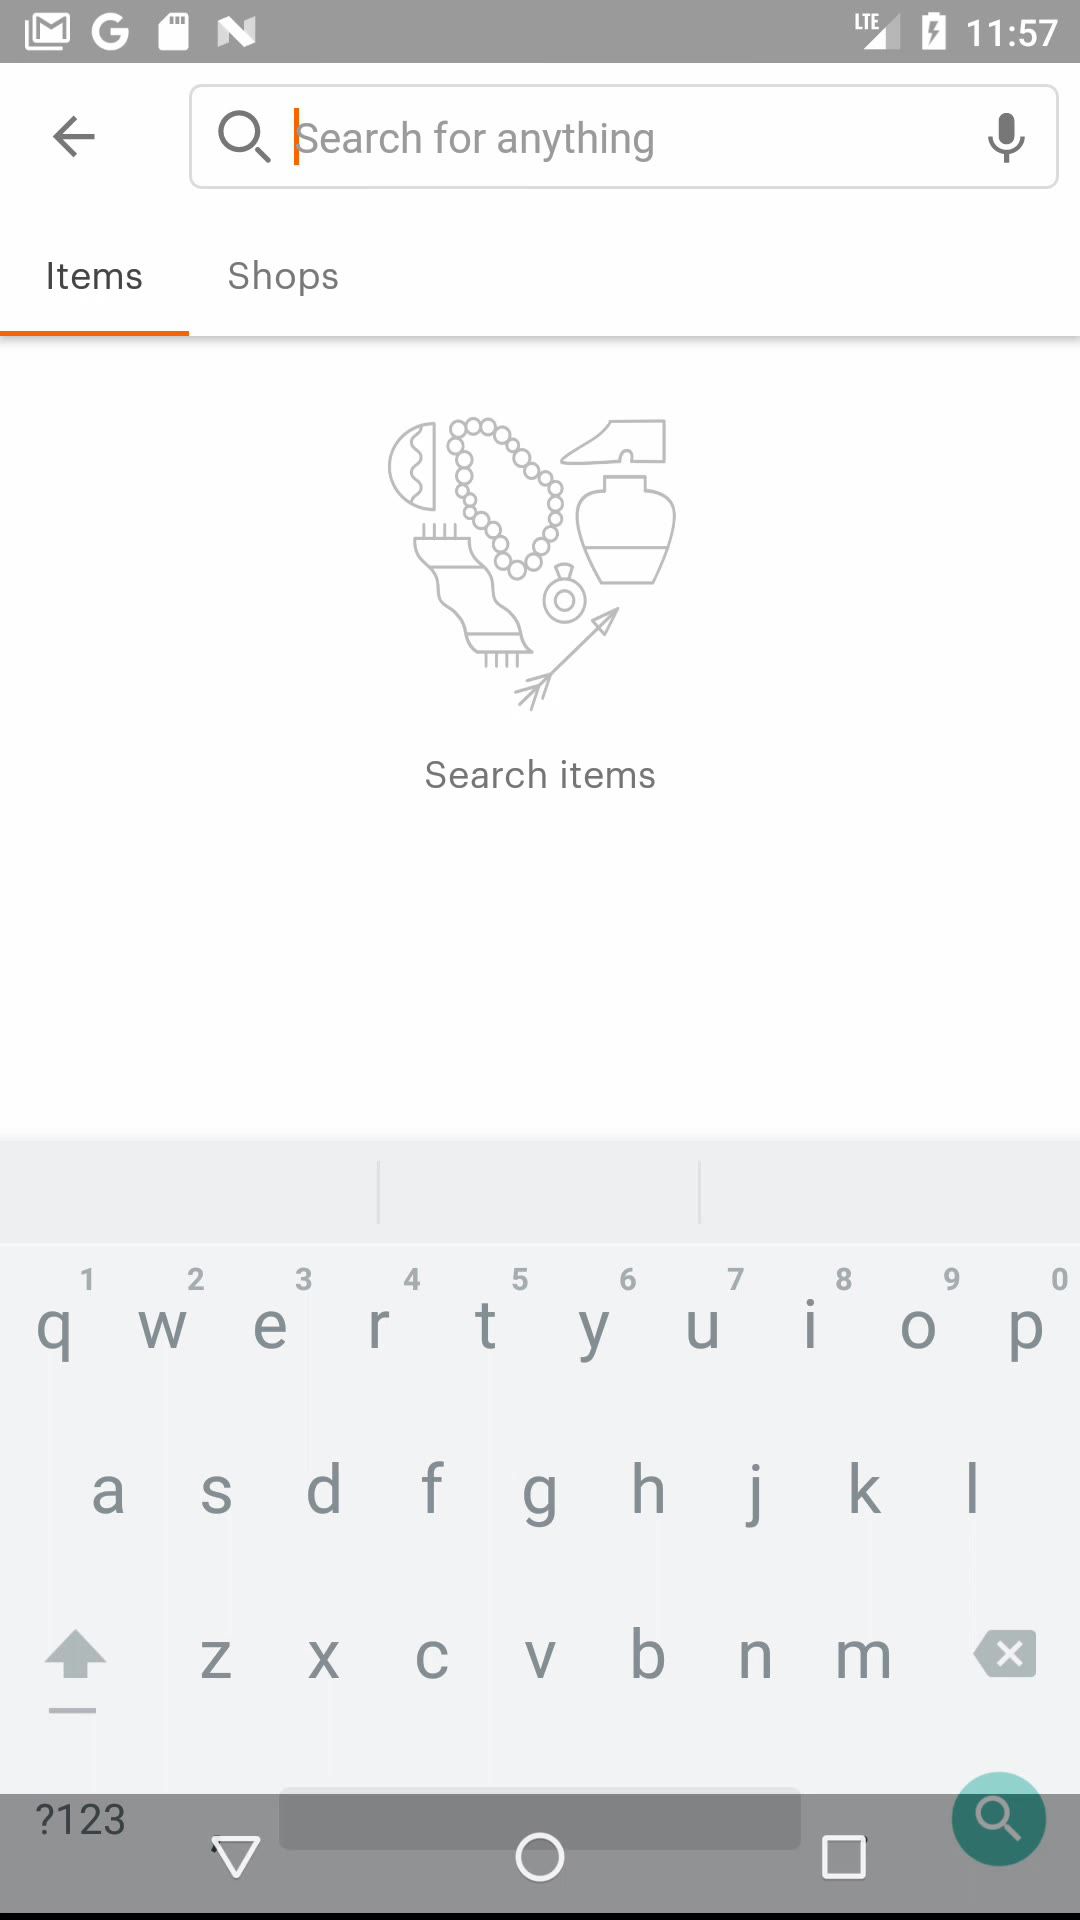 LTE 11:57
Search for anything
Items Shops
Search items
1 2 3 4 5 6 7 8 9 0
q w e r t y u i o p
a s d f g h j k l
z x c v b n m
?123